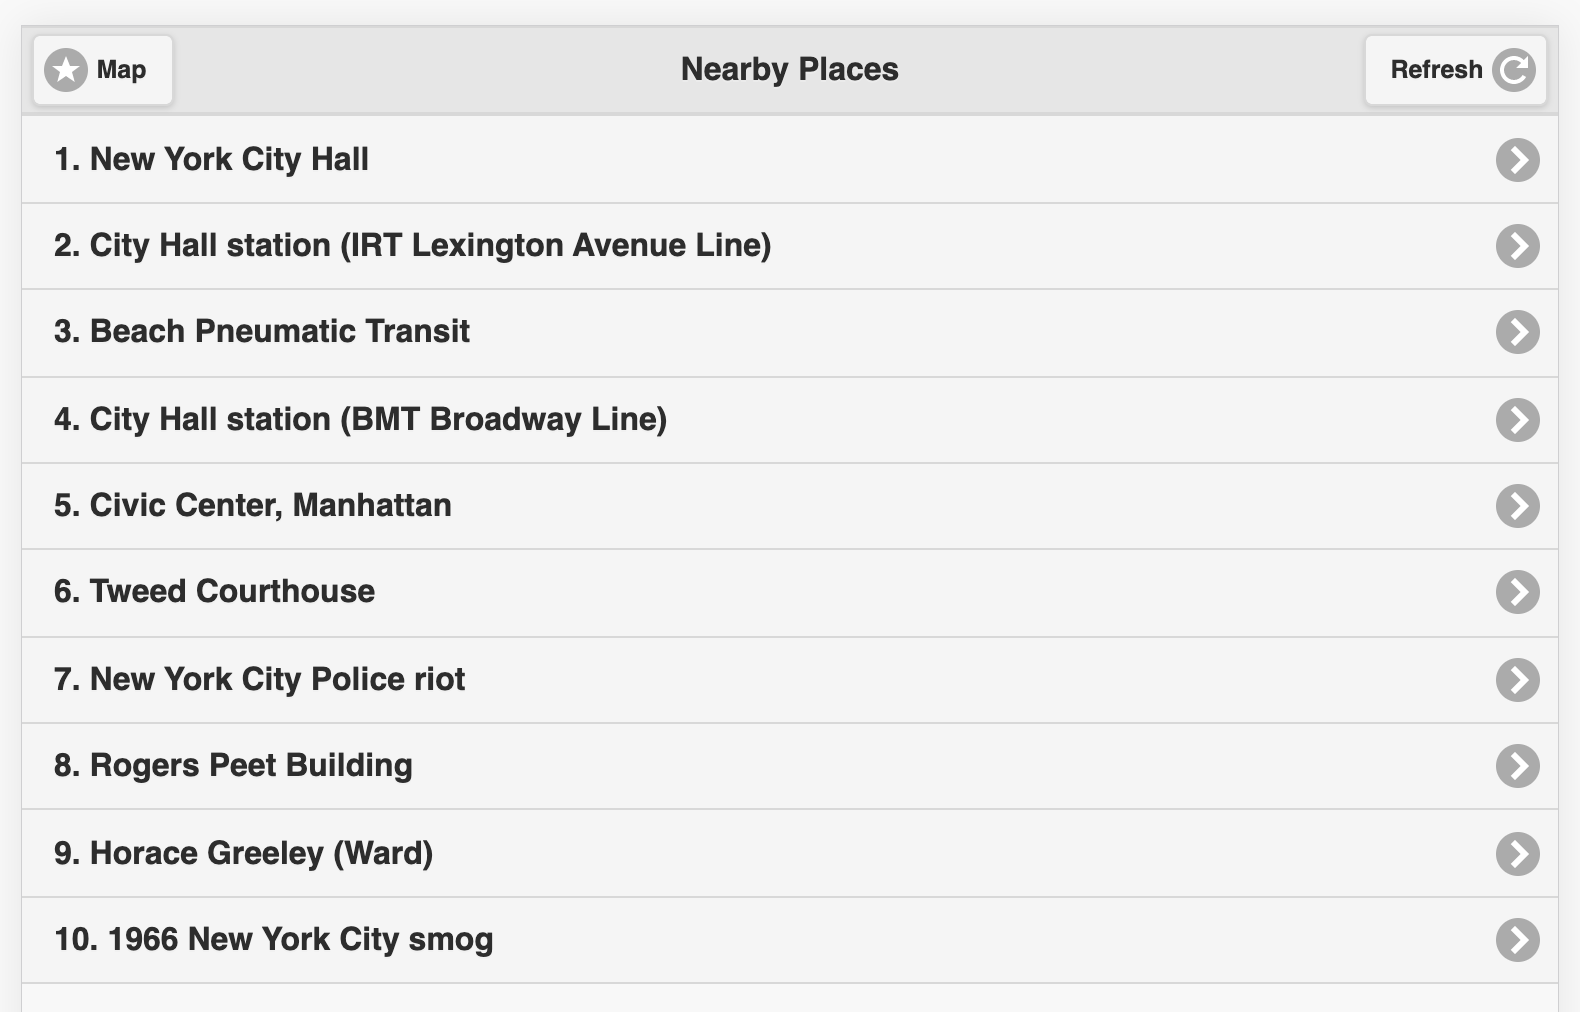 Map
Nearby Places
Refresh
1. New York City Hall
2. City Hall station (IRT Lexington Avenue Line)
3. Beach Pneumatic Transit
4. City Hall station (BMT Broadway Line)
5. Civic Center, Manhattan
6. Tweed Courthouse
7. New York City Police riot
8. Rogers Peet Building
9. Horace Greeley (Ward)
10. 1966 New York City smog